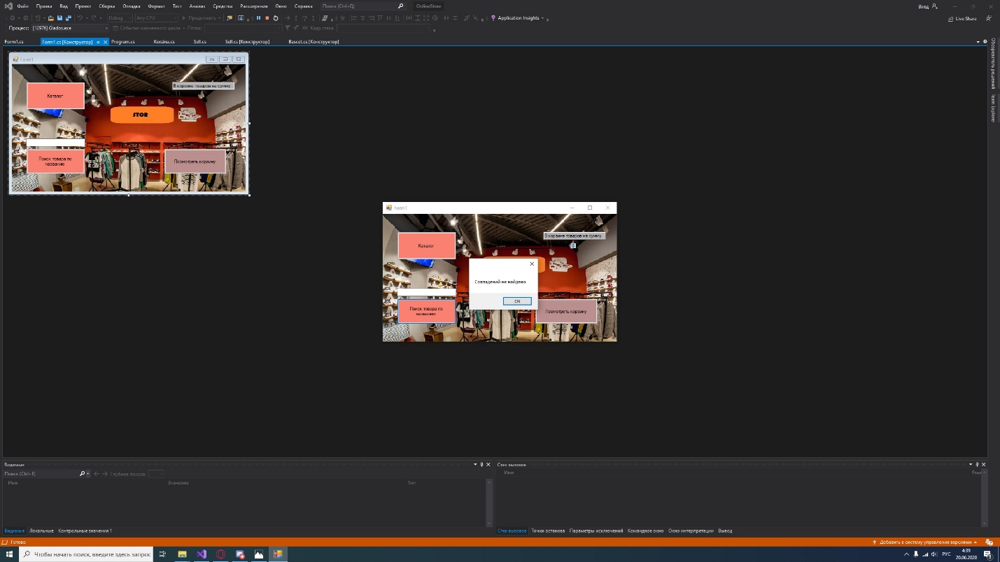 Файл Правка Вид Проект Сборка Отладка Формат Тест Анализ Средства Расширения Окно Справка Поиск (Ctrl+Q) OnlineStore Вход
Debug Any CPU Продолжить Application Insights Live Share
Процесс: [12976] Glados.exe События жизненного цикла Поток: Кадр стека:
Form1.cs Form1.cs [Конструктор] Program.cs Korzina.cs Sell.cs Sell.cs [Конструктор] Bascet.cs [Конструктор]
Обозреватель решений
Team Explorer
Form1
В корзине товаров на сумму
Каталог
STOR
Поиск товара по
названию
Посмотреть корзину
Form1
В корзине товаров на сумму
0
Каталог
Совпадений не найдено
OK
Поиск товара по
названию
Посмотреть корзину
Видимые
Поиск (Ctrl+E) Глубина поиска:
Имя Значение Тип
Видимые Локальные Контрольные значения 1
Стек вызовов
Имя
Стек вызовов Точки останова Параметры исключений Командное окно Окно интерпретации Вывод
Готово Добавить в систему управления версиями
Чтобы начать поиск, введите здесь запрос
РУС
4:39
20.06.2020